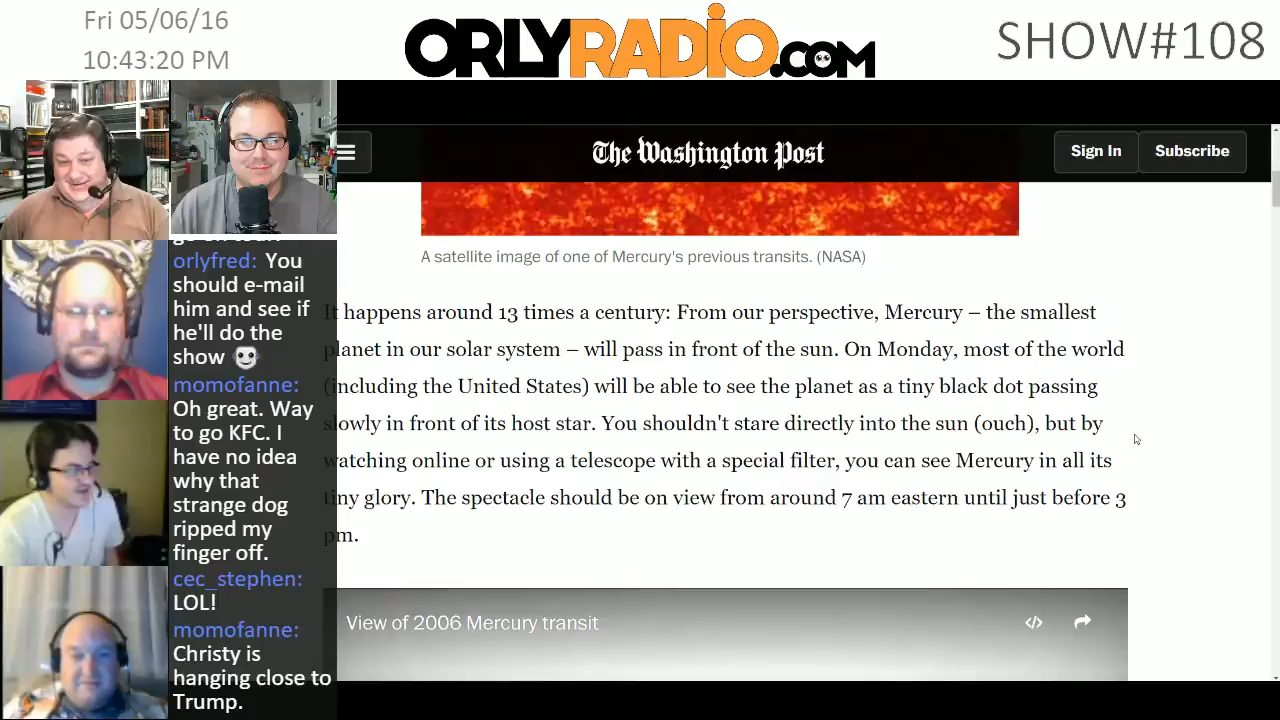 Fri 05/06/16
10:43:20 PM
ORLYRADiO.COM
SHOW#108
orlyfred: You
should e-mail
him and see if
he'll do the
show
momofanne:
Oh great. Way
to go KFC. I
have no idea
why that
strange dog
ripped my
finger off.
cec_stephen:
LOL!
momofanne:
Christy is
hanging close to
Trump.
The Washington Post
Sign In
Subscribe
A satellite image of one of Mercury's previous transits. (NASA)
It happens around 13 times a century: From our perspective, Mercury – the smallest
planet in our solar system – will pass in front of the sun. On Monday, most of the world
(including the United States) will be able to see the planet as a tiny black dot passing
slowly in front of its host star. You shouldn't stare directly into the sun (ouch), but by
watching online or using a telescope with a special filter, you can see Mercury in all its
tiny glory. The spectacle should be on view from around 7 am eastern until just before 3
pm.
View of 2006 Mercury transit